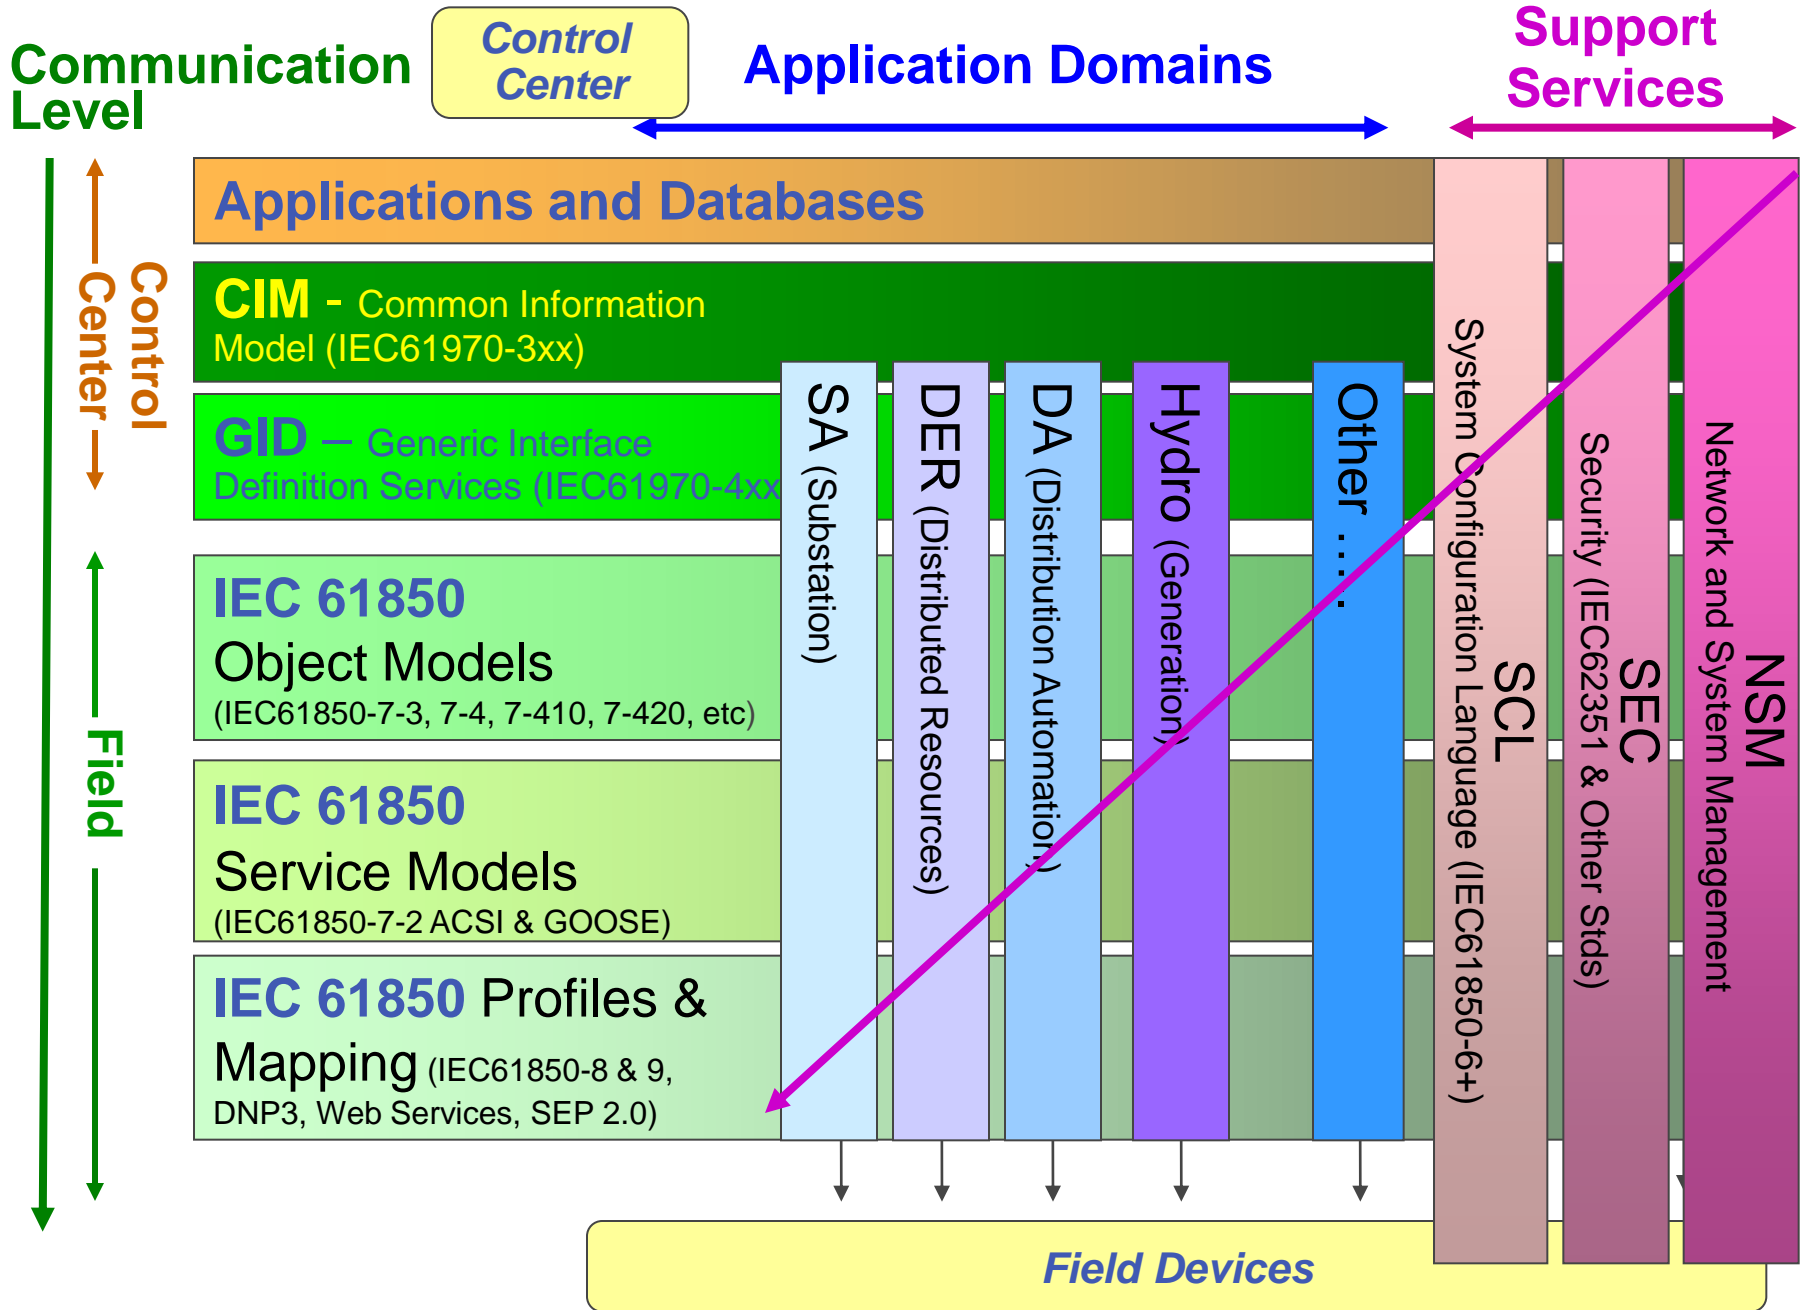 Communication
Level
Control
Center
Application Domains
Support
Services
Control
Center
Field
Applications and Databases
CIM - Common Information
Model (IEC61970-3xx)
GID – Generic Interface
Definition Services (IEC61970-4xx
IEC 61850
Object Models
(IEC61850-7-3, 7-4, 7-410, 7-420, etc)
IEC 61850
Service Models
(IEC61850-7-2 ACSI & GOOSE)
IEC 61850 Profiles &
Mapping (IEC61850-8 & 9,
DNP3, Web Services, SEP 2.0)
SA (Substation)
DER (Distributed Resources)
DA (Distribution Automation)
Hydro (Generation)
Other …..
SCL
System Configuration Language (IEC61850-6+)
SEC
Security (IEC62351 & Other Stds)
NSM
Network and System Management
Field Devices